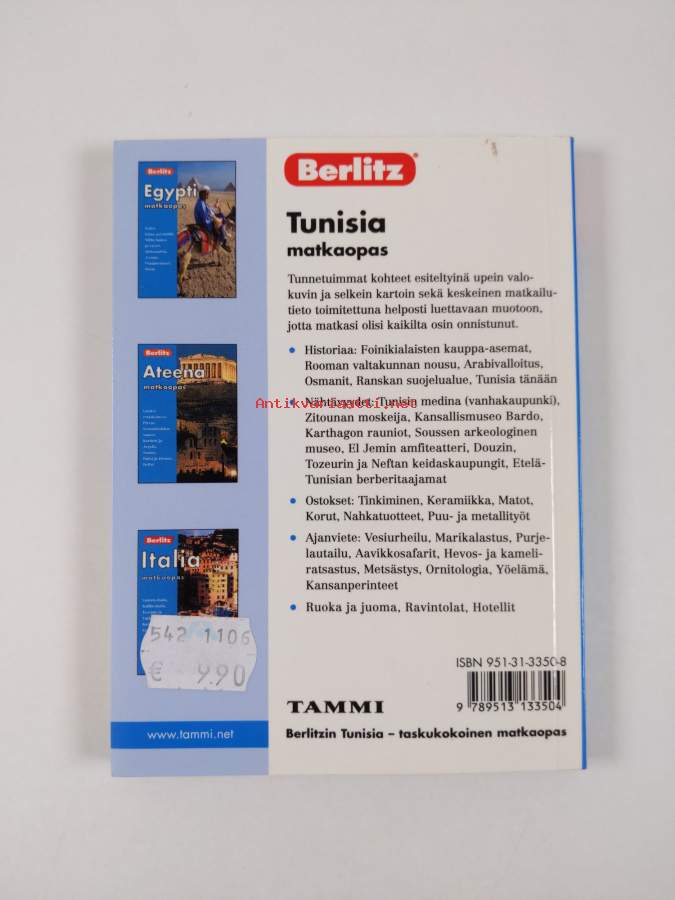 Berlitz
Egypti
matkaopas
Berlitz
Ateena
matkaopas
Berlitz
Italia
matkaopas
542 1106
€ 9.90
www.tammi.net
Berlitz
Tunisia
matkaopas
Tunnetuimmat kohteet esiteltyinä upein valo-
kuvin ja selkein kartoin sekä keskeinen matkailu-
tieto toimitettuna helposti luettavaan muotoon,
jotta matkasi olisi kaikilta osin onnistunut.
• Historiaa: Foinikialaisten kauppa-asemat,
Rooman valtakunnan nousu, Arabivalloitus,
Osmanit, Ranskan suojelualue, Tunisia tänään
Antikvariaatti.net
• Nähtävyydet: Tunisin medina (vanhakaupunki),
Zitounan moskeija, Kansallismuseo Bardo,
Karthagon rauniot, Soussen arkeologinen
museo, El Jemin amfiteatteri, Douzin,
Tozeurin ja Neftan keidaskaupungit, Etelä-
Tunisian berberitaajamat
• Ostokset: Tinkiminen, Keramiikka, Matot,
Korut, Nahkatuotteet, Puu- ja metallityöt
• Ajanviete: Vesiurheilu, Marikalastus, Purje-
lautailu, Aavikkosafarit, Hevos- ja kameli-
ratsastus, Metsästys, Ornitologia, Yöelämä,
Kansanperinteet
• Ruoka ja juoma, Ravintolat, Hotellit
ISBN 951-31-3350-8
9 789513 133504
TAMMI
Berlitzin Tunisia – taskukokoinen matkaopas